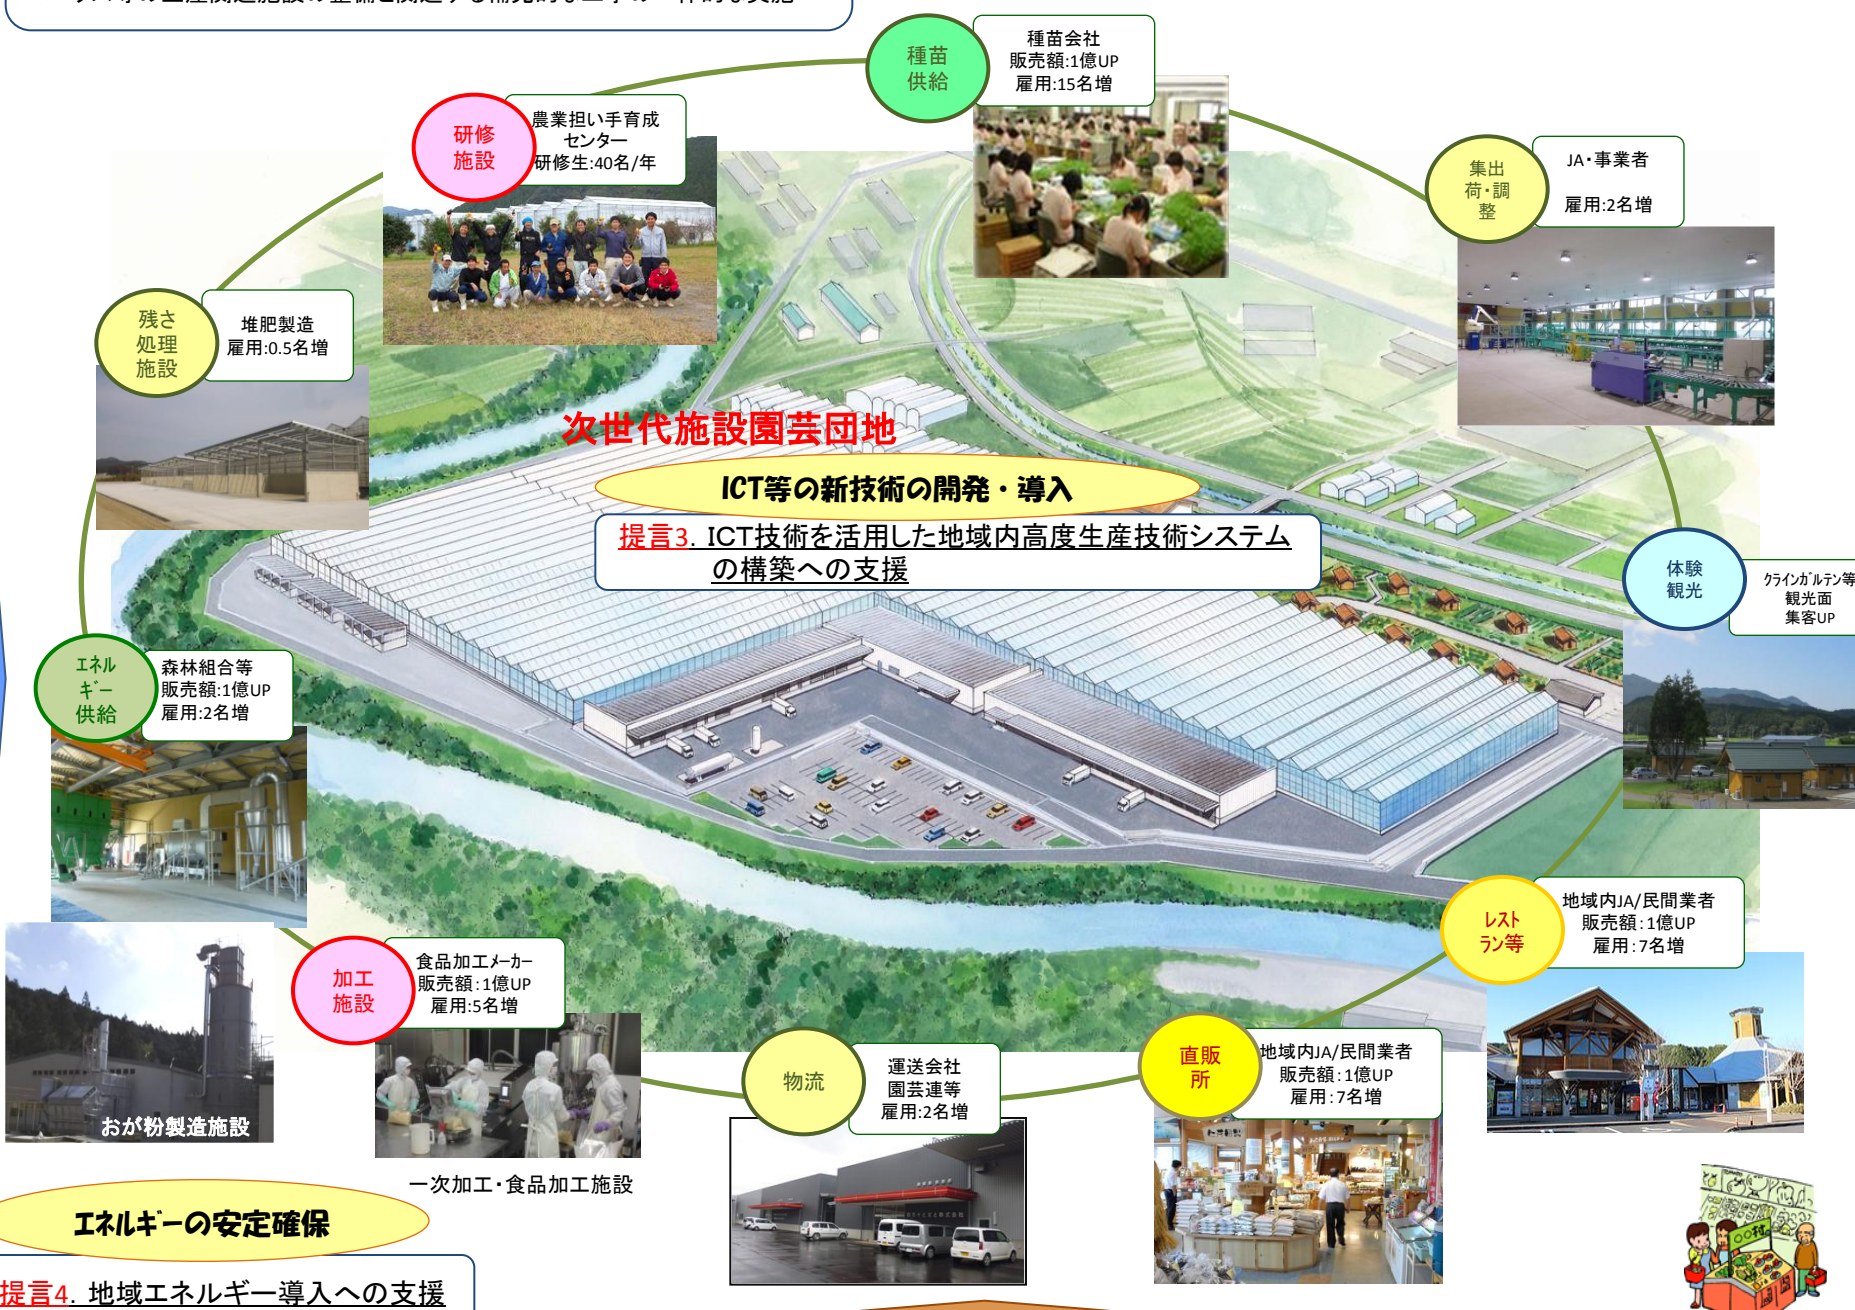 種苗
供給
種苗会社
販売額:1億UP
雇用:15名増
研修
施設
農業担い手育成
センター
研修生:40名/年
集出
荷・調
整
JA・事業者
雇用:2名増
残さ
処理
施設
堆肥製造
雇用:0.5名増
次世代施設園芸団地
ICT等の新技術の開発・導入
提言3. ICT技術を活用した地域内高度生産技術システム
の構築への支援
体験
観光
クラインガルテン等
観光面
集客UP
エネル
ギー
供給
森林組合等
販売額:1億UP
雇用:2名増
レスト
ラン等
地域内JA/民間業者
販売額:1億UP
雇用:7名増
加工
施設
食品加工メーカー
販売額:1億UP
雇用:5名増
おが粉製造施設
一次加工・食品加工施設
物流
運送会社
園芸連等
雇用:2名増
直販
所
地域内JA/民間業者
販売額:1億UP
雇用:7名増
エネルギーの安定確保
提言4. 地域エネルギー導入への支援
○○村